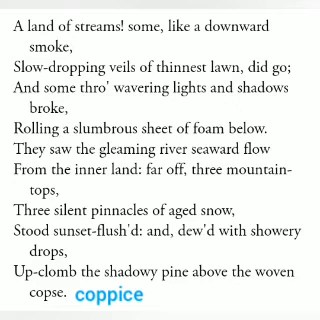 A land of streams! some, like a downward
smoke,
Slow-dropping veils of thinnest lawn, did go;
And some thro' wavering lights and shadows
broke,
Rolling a slumbrous sheet of foam below.
They saw the gleaming river seaward flow
From the inner land: far off, three mountain-
tops,
Three silent pinnacles of aged snow,
Stood sunset-flush'd: and, dew'd with showery
drops,
Up-clomb the shadowy pine above the woven
copse. coppice